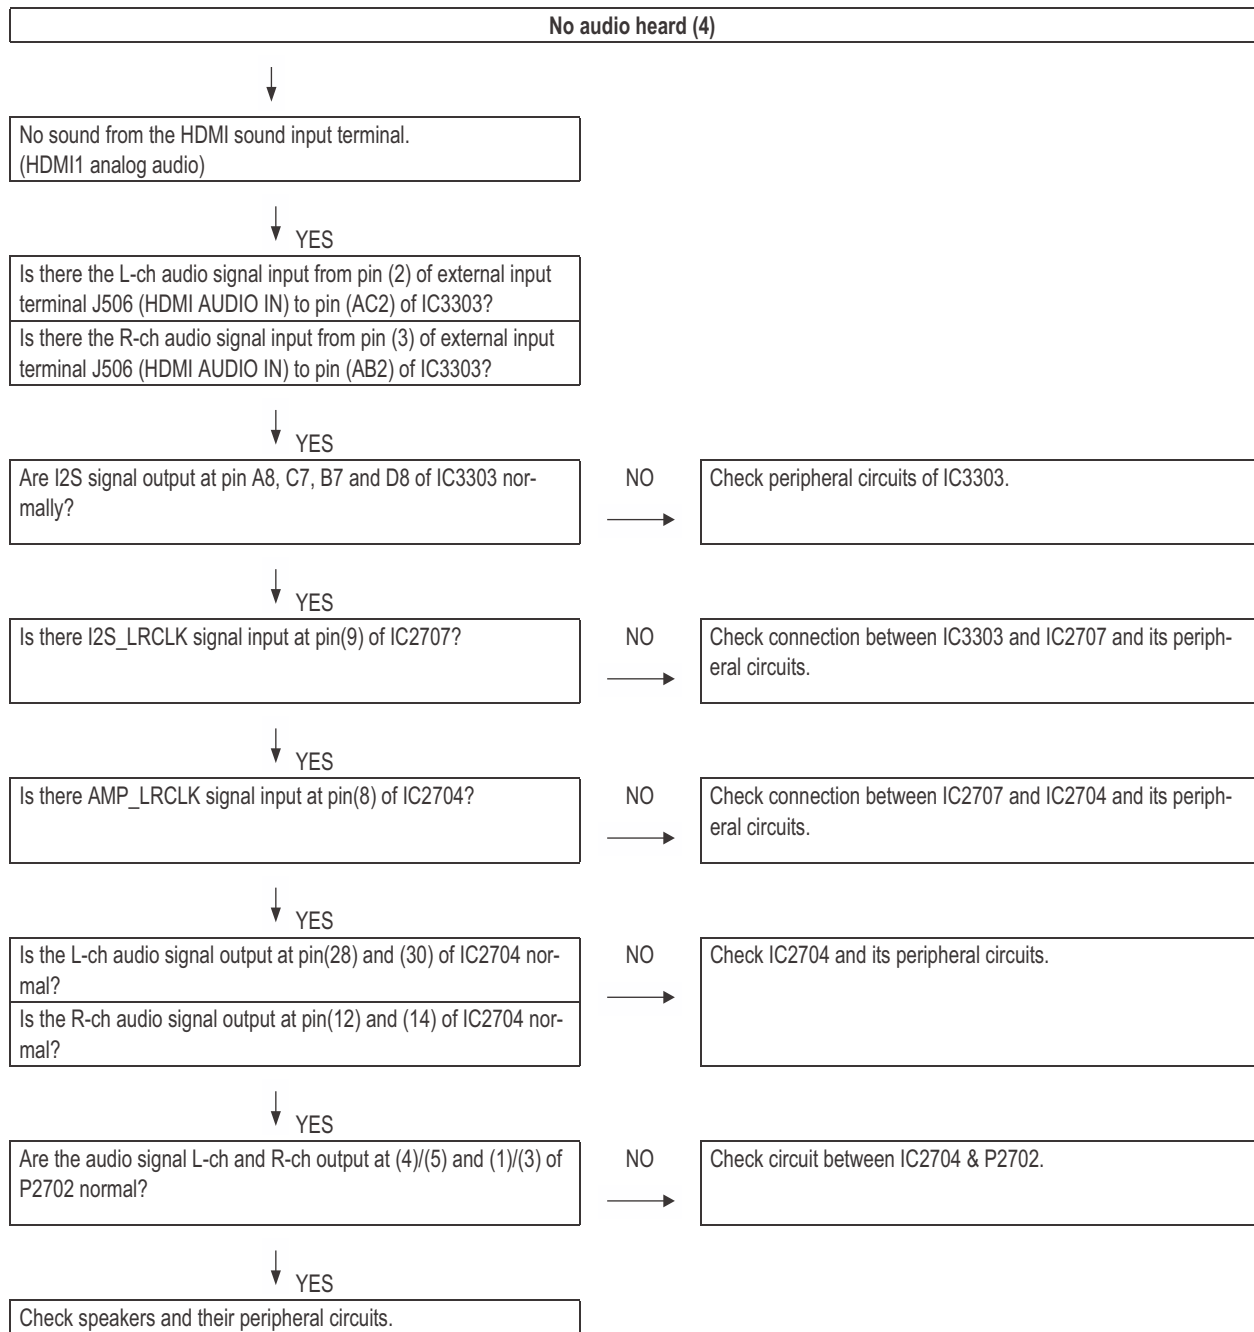 No audio heard (4)
No sound from the HDMI sound input terminal.
(HDMI1 analog audio)
YES
Is there the L-ch audio signal input from pin (2) of external input
terminal J506 (HDMI AUDIO IN) to pin (AC2) of IC3303?
Is there the R-ch audio signal input from pin (3) of external input
terminal J506 (HDMI AUDIO IN) to pin (AB2) of IC3303?
YES
Are I2S signal output at pin A8, C7, B7 and D8 of IC3303 nor-
mally?
NO
Check peripheral circuits of IC3303.
YES
Is there I2S_LRCLK signal input at pin(9) of IC2707?
NO
Check connection between IC3303 and IC2707 and its periph-
eral circuits.
YES
Is there AMP_LRCLK signal input at pin(8) of IC2704?
NO
Check connection between IC2707 and IC2704 and its periph-
eral circuits.
YES
Is the L-ch audio signal output at pin(28) and (30) of IC2704 nor-
mal?
Is the R-ch audio signal output at pin(12) and (14) of IC2704 nor-
mal?
NO
Check IC2704 and its peripheral circuits.
YES
Are the audio signal L-ch and R-ch output at (4)/(5) and (1)/(3) of
P2702 normal?
NO
Check circuit between IC2704 & P2702.
YES
Check speakers and their peripheral circuits.